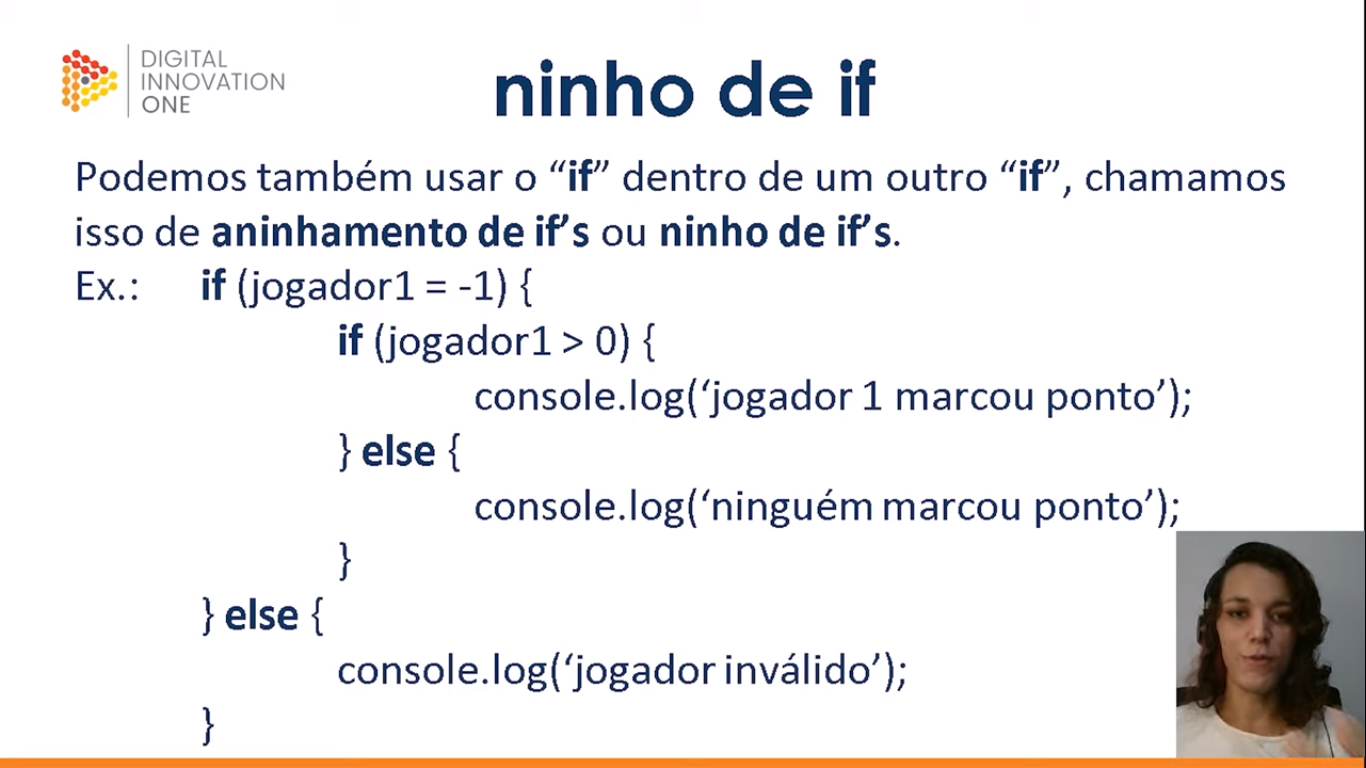 DIGITAL
INNOVATION
ONE
ninho de if
Podemos também usar o “if” dentro de um outro “if”, chamamos
isso de aninhamento de if’s ou ninho de if’s.
Ex.: if (jogador1 = -1) {
if (jogador1 > 0) {
console.log(‘jogador 1 marcou ponto’);
} else {
console.log(‘ninguém marcou ponto’);
}
} else {
console.log(‘jogador inválido’);
}